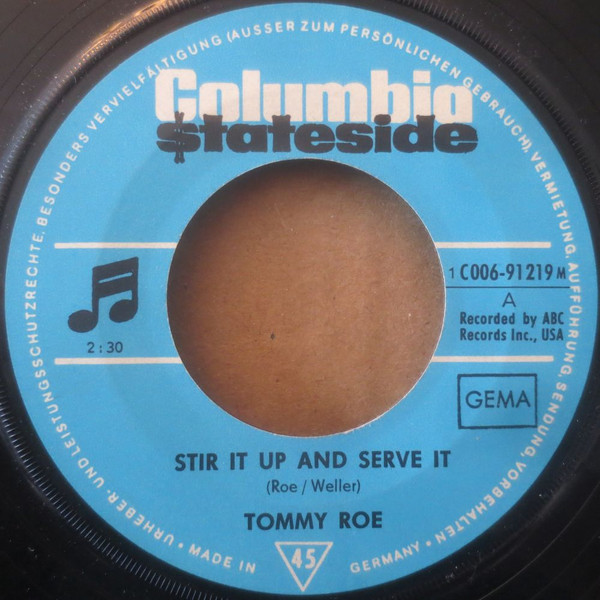 URHEBER- UND LEISTUNGSSCHUTZRECHTE, BESONDERS VERVIELFÄLTIGUNG (AUSSER ZUM PERSÖNLICHEN GEBRAUCH), VERMIETUNG, AUFFÜHRUNG, SENDUNG, VORBEHALTEN
Columbia
$tateside
1 C006-91219 M
A
Recorded by ABC
Records Inc., USA
2:30
GEMA
STIR IT UP AND SERVE IT
(Roe / Weller)
TOMMY ROE
• MADE IN GERMANY •
45